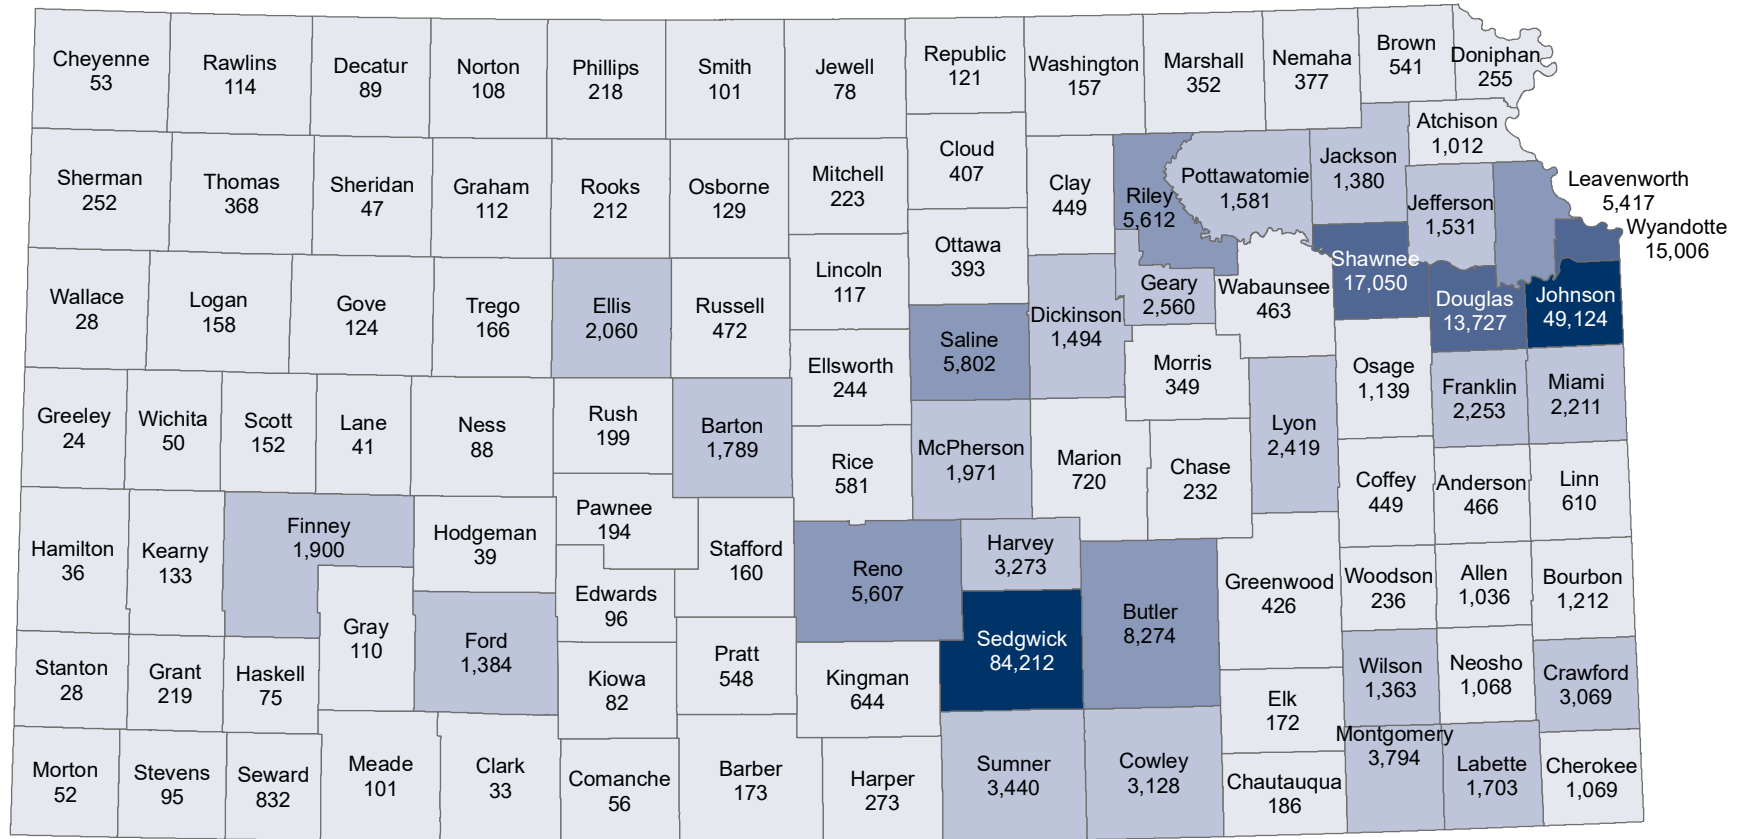 Cheyenne
53
Rawlins
114
Decatur
89
Norton
108
Phillips
218
Smith
101
Jewell
78
Republic
121
Washington
157
Marshall
352
Nemaha
377
Brown
541
Doniphan
255
Sherman
252
Thomas
368
Sheridan
47
Graham
112
Rooks
212
Osborne
129
Mitchell
223
Cloud
407
Clay
449
Riley
5,612
Pottawatomie
1,581
Jackson
1,380
Atchison
1,012
Jefferson
1,531
Leavenworth
5,417
Wyandotte
15,006
Wallace
28
Logan
158
Gove
124
Trego
166
Ellis
2,060
Russell
472
Lincoln
117
Ottawa
393
Saline
5,802
Dickinson
1,494
Geary
2,560
Wabaunsee
463
Shawnee
17,050
Douglas
13,727
Johnson
49,124
Greeley
24
Wichita
50
Scott
152
Lane
41
Ness
88
Rush
199
Barton
1,789
Ellsworth
244
Rice
581
McPherson
1,971
Marion
720
Morris
349
Chase
232
Lyon
2,419
Osage
1,139
Franklin
2,253
Miami
2,211
Coffey
449
Anderson
466
Linn
610
Hamilton
36
Kearny
133
Finney
1,900
Hodgeman
39
Pawnee
194
Stafford
160
Edwards
96
Reno
5,607
Harvey
3,273
Sedgwick
84,212
Butler
8,274
Greenwood
426
Woodson
236
Allen
1,036
Bourbon
1,212
Stanton
28
Grant
219
Haskell
75
Gray
110
Ford
1,384
Kiowa
82
Pratt
548
Kingman
644
Elk
172
Wilson
1,363
Neosho
1,068
Crawford
3,069
Morton
52
Stevens
95
Seward
832
Meade
101
Clark
33
Comanche
56
Barber
173
Harper
273
Sumner
3,440
Cowley
3,128
Chautauqua
186
Montgomery
3,794
Labette
1,703
Cherokee
1,069